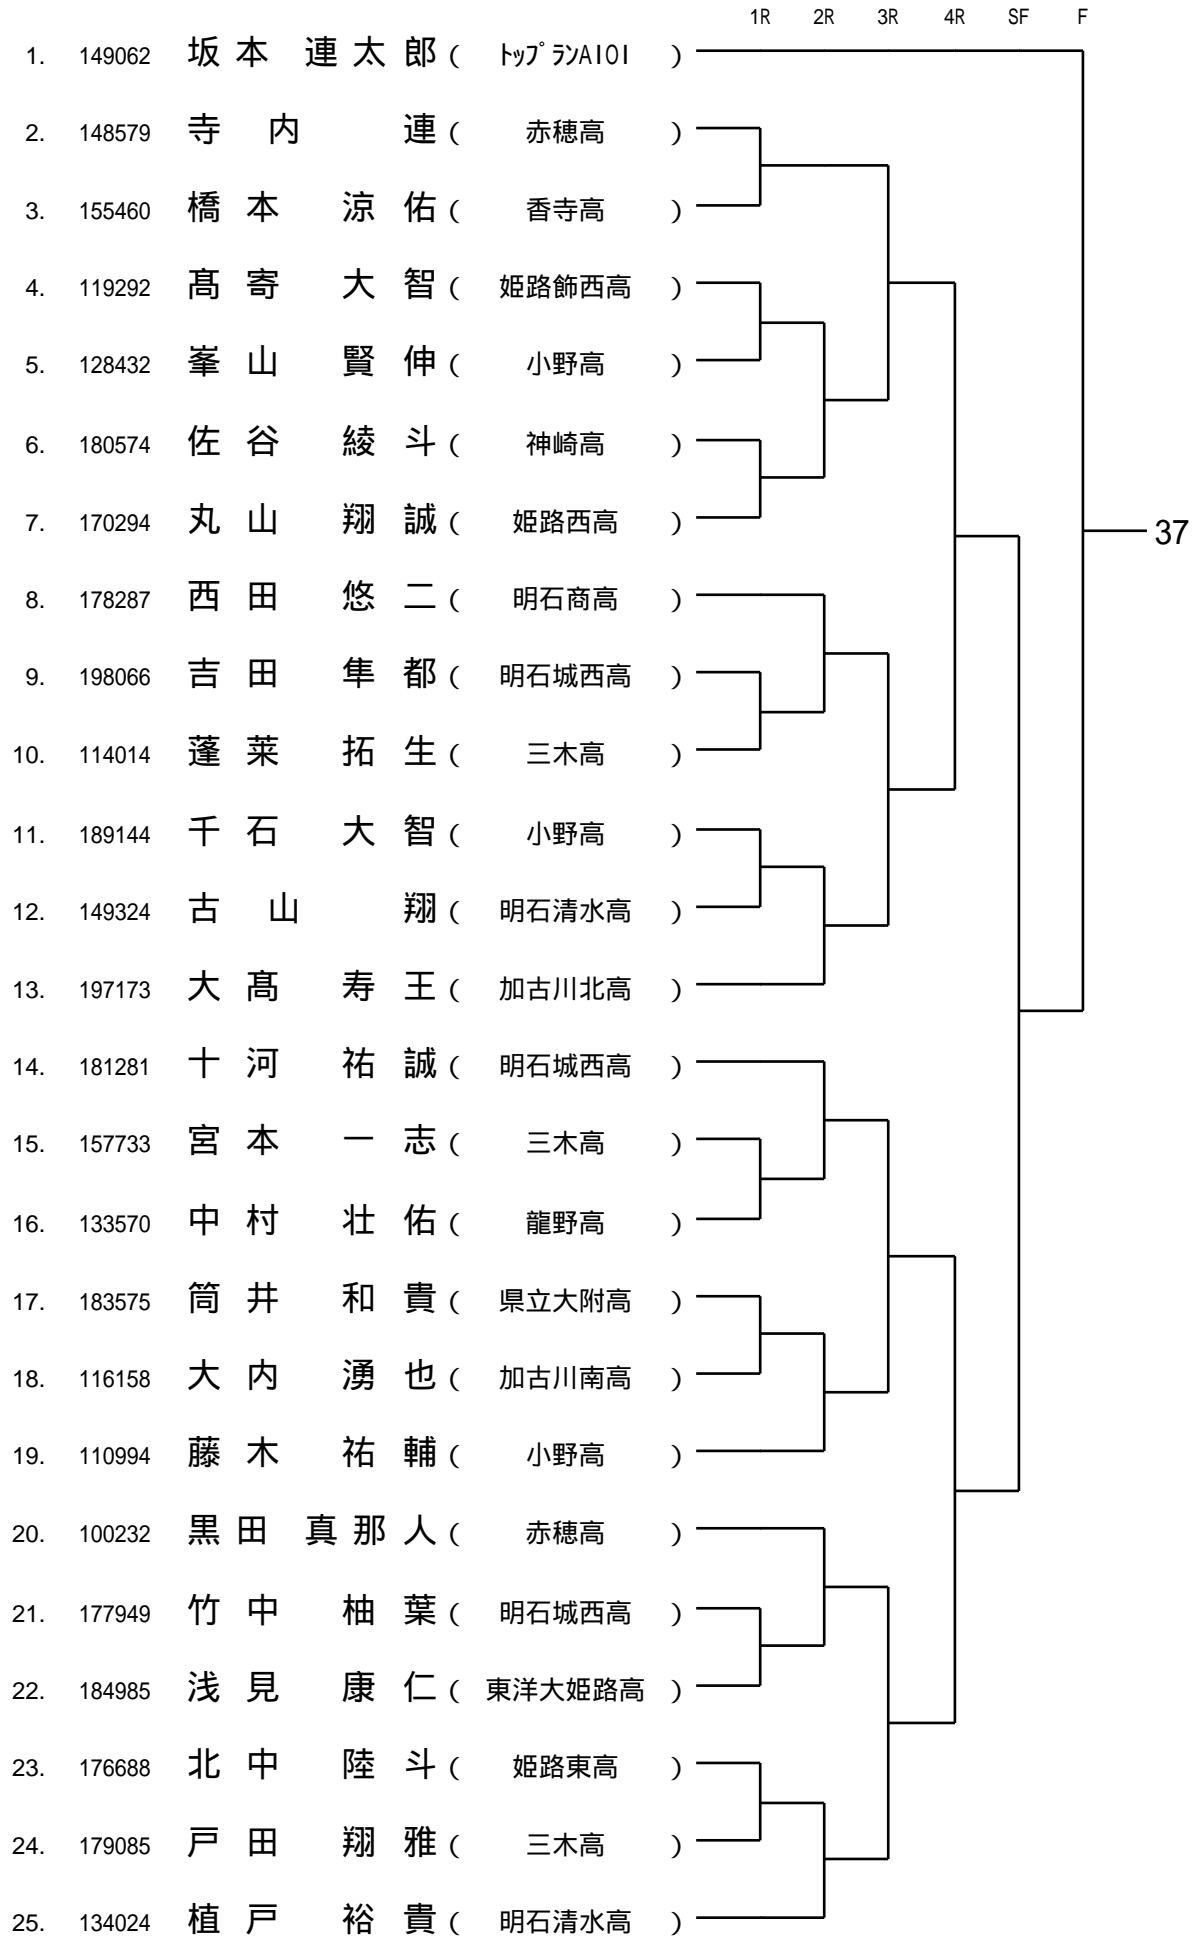 1R 2R 3R 4R SF F
1. 149062 坂本 連太郎 ( トップランAIOI )
2. 148579 寺内 連 ( 赤穂高 )
3. 155460 橋本 涼佑 ( 香寺高 )
4. 119292 髙寄 大智 ( 姫路飾西高 )
5. 128432 峯山 賢伸 ( 小野高 )
6. 180574 佐谷 綾斗 ( 神崎高 )
7. 170294 丸山 翔誠 ( 姫路西高 )
37
8. 178287 西田 悠二 ( 明石商高 )
9. 198066 吉田 隼都 ( 明石城西高 )
10. 114014 蓬莱 拓生 ( 三木高 )
11. 189144 千石 大智 ( 小野高 )
12. 149324 古山 翔 ( 明石清水高 )
13. 197173 大髙 寿王 ( 加古川北高 )
14. 181281 十河 祐誠 ( 明石城西高 )
15. 157733 宮本 一志 ( 三木高 )
16. 133570 中村 壮佑 ( 龍野高 )
17. 183575 筒井 和貴 ( 県立大附高 )
18. 116158 大内 湧也 ( 加古川南高 )
19. 110994 藤木 祐輔 ( 小野高 )
20. 100232 黒田 真那人 ( 赤穂高 )
21. 177949 竹中 柚葉 ( 明石城西高 )
22. 184985 浅見 康仁 ( 東洋大姫路高 )
23. 176688 北中 陸斗 ( 姫路東高 )
24. 179085 戸田 翔雅 ( 三木高 )
25. 134024 植戸 裕貴 ( 明石清水高 )